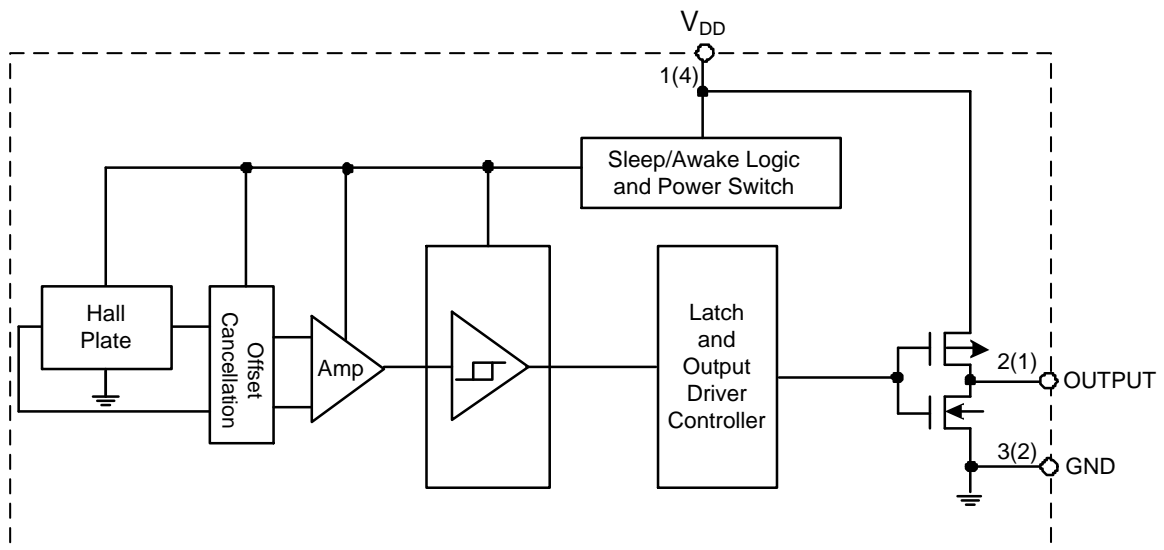 VDD
1(4)
Sleep/Awake Logic
and Power Switch
Hall
Plate
Offset
Cancellation
Amp
Latch
and
Output
Driver
Controller
2(1)
OUTPUT
3(2)
GND